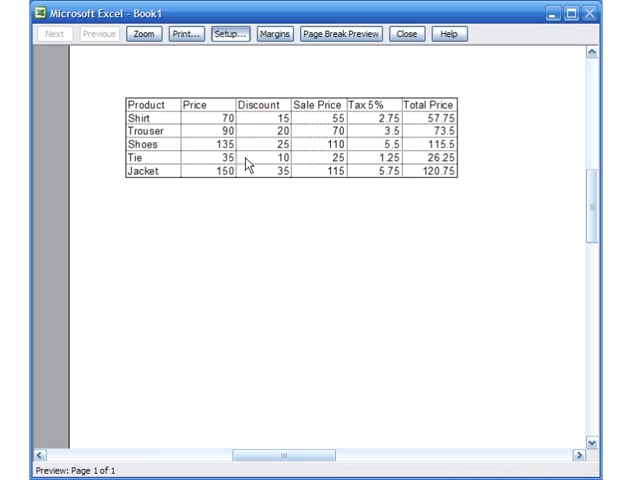 Microsoft Excel - Book1
Next Previous Zoom Print... Setup... Margins Page Break Preview Close Help
Product Price Discount Sale Price Tax 5% Total Price
Shirt 70 15 55 2.75 57.75
Trouser 90 20 70 3.5 73.5
Shoes 135 25 110 5.5 115.5
Tie 35 10 25 1.25 26.25
Jacket 150 35 115 5.75 120.75
Preview: Page 1 of 1